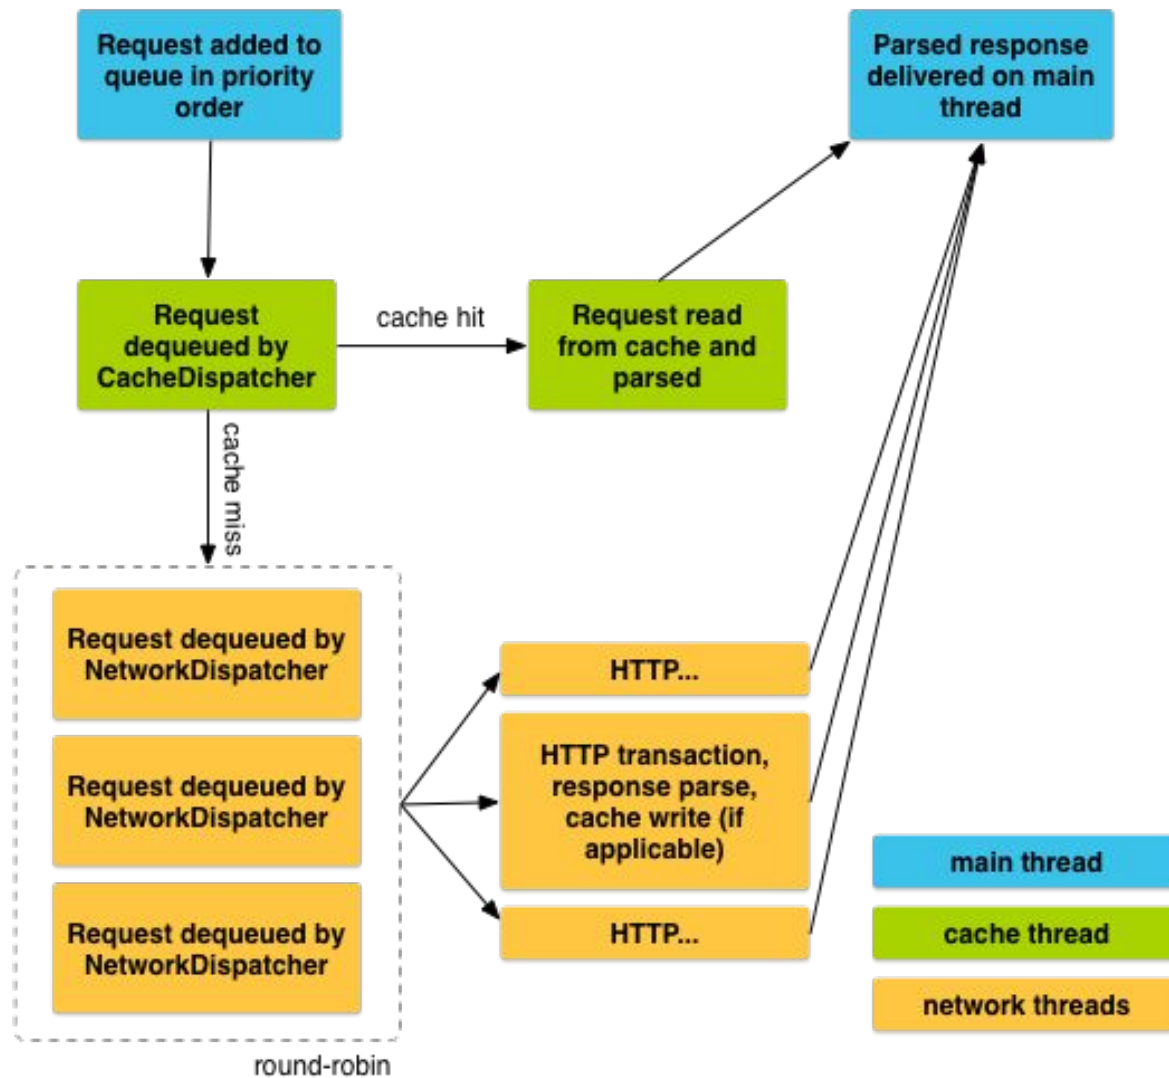 Request added to
queue in priority
order
Parsed response
delivered on main
thread
Request
dequeued by
CacheDispatcher
cache hit
Request read
from cache and
parsed
cache miss
Request dequeued by
NetworkDispatcher
Request dequeued by
NetworkDispatcher
Request dequeued by
NetworkDispatcher
round-robin
HTTP...
HTTP transaction,
response parse,
cache write (if
applicable)
HTTP...
main thread
cache thread
network threads